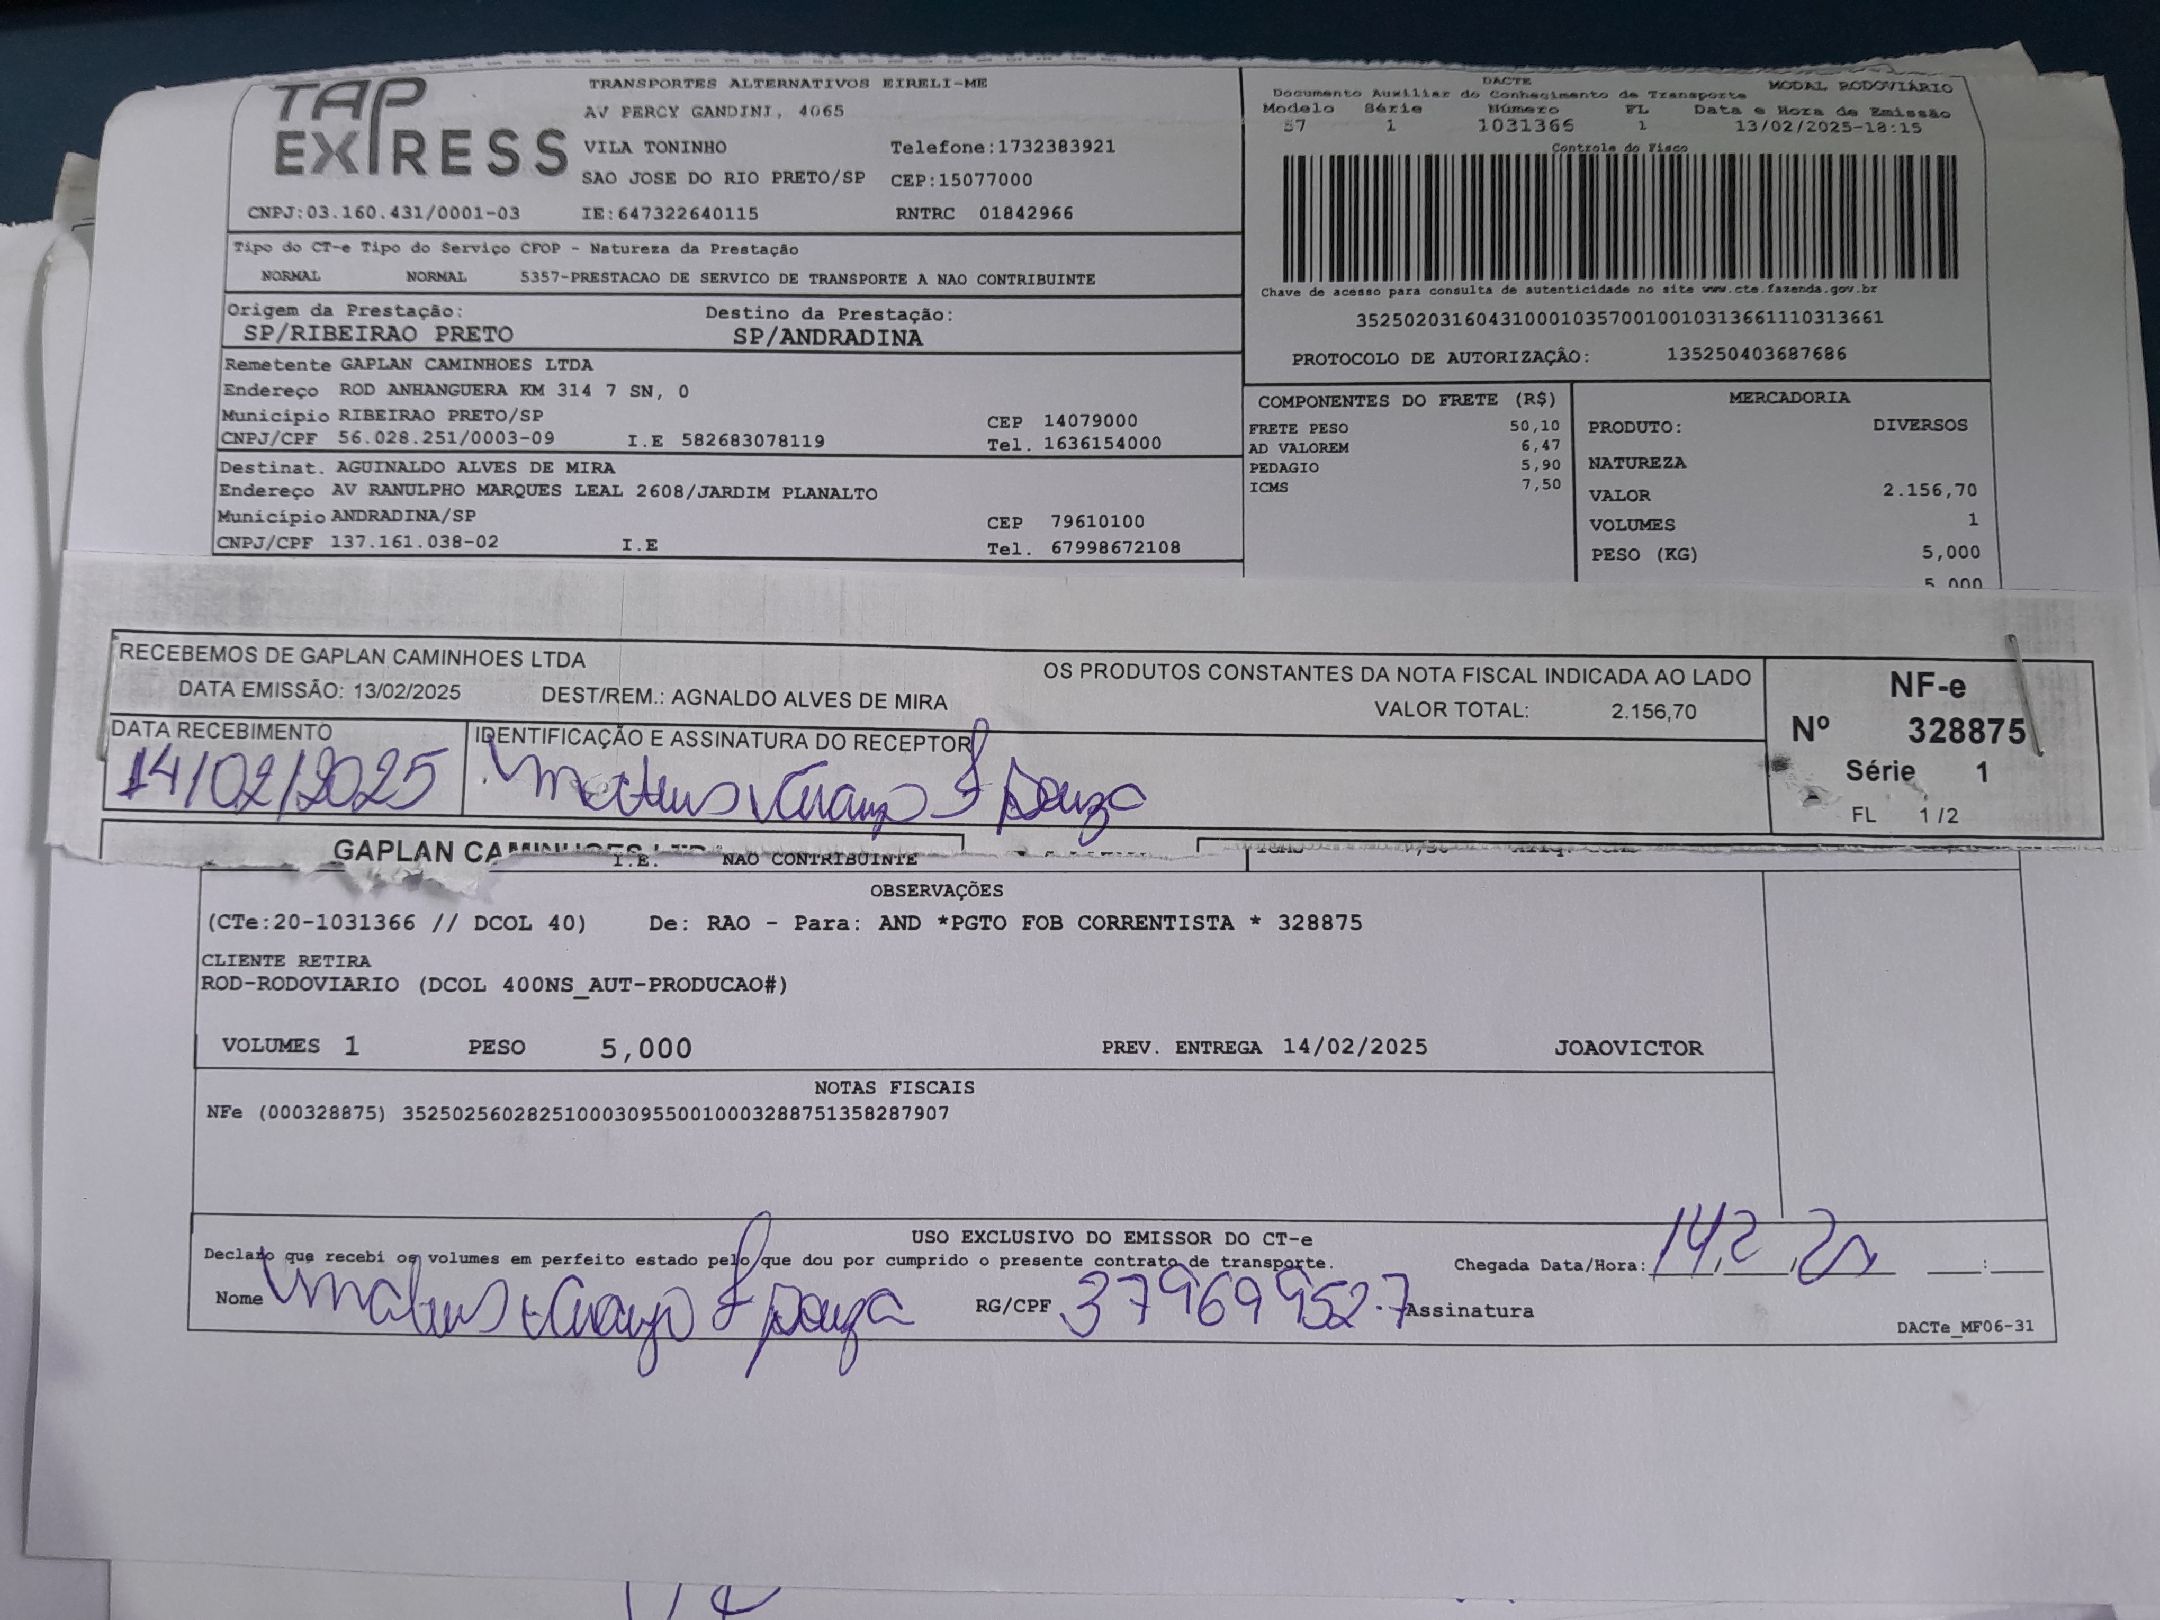 TAP EXPRESS
TRANSPORTES ALTERNATIVOS EIRELI-ME
AV PERCY GANDINI, 4065
VILA TONINHO Telefone:1732383921
SAO JOSE DO RIO PRETO/SP CEP:15077000
CNPJ:03.160.431/0001-03 IE:647322640115 RNTRC 01842966
Tipo do CT-e Tipo do Serviço CFOP - Natureza da Prestação
NORMAL NORMAL 5357-PRESTACAO DE SERVICO DE TRANSPORTE A NAO CONTRIBUINTE
Origem da Prestação: Destino da Prestação:
SP/RIBEIRAO PRETO SP/ANDRADINA
Remetente GAPLAN CAMINHOES LTDA
Endereço ROD ANHANGUERA KM 314 7 SN, 0
Município RIBEIRAO PRETO/SP CEP 14079000
CNPJ/CPF 56.028.251/0003-09 I.E 582683078119 Tel. 1636154000
Destinat. AGUINALDO ALVES DE MIRA
Endereço AV RANULPHO MARQUES LEAL 2608/JARDIM PLANALTO
Município ANDRADINA/SP CEP 79610100
CNPJ/CPF 137.161.038-02 I.E Tel. 67998672108
DACTE
Documento Auxiliar do Conhecimento de Transporte MODAL RODOVIÁRIO
Modelo Série Número FL Data e Hora de Emissão
57 1 1031366 1 13/02/2025-18:15
Controle do Fisco
Chave de acesso para consulta de autenticidade no site www.cte.fazenda.gov.br
35250203160431000103570010010313661110313661
PROTOCOLO DE AUTORIZAÇÃO: 135250403687686
COMPONENTES DO FRETE (R$)
FRETE PESO 50,10
AD VALOREM 6,47
PEDAGIO 5,90
ICMS 7,50
MERCADORIA
PRODUTO: DIVERSOS
NATUREZA
VALOR 2.156,70
VOLUMES 1
PESO (KG) 5,000
5,000
RECEBEMOS DE GAPLAN CAMINHOES LTDA OS PRODUTOS CONSTANTES DA NOTA FISCAL INDICADA AO LADO
DATA EMISSÃO: 13/02/2025 DEST/REM.: AGNALDO ALVES DE MIRA VALOR TOTAL: 2.156,70
DATA RECEBIMENTO IDENTIFICAÇÃO E ASSINATURA DO RECEPTOR
14/02/2025 Mateus Araujo d Souza
NF-e
Nº 328875
Série 1
FL 1/2
GAPLAN CAMINHOES LTDA
I.E. NAO CONTRIBUINTE
OBSERVAÇÕES
(CTe:20-1031366 // DCOL 40) De: RAO - Para: AND *PGTO FOB CORRENTISTA * 328875
CLIENTE RETIRA
ROD-RODOVIARIO (DCOL 400NS_AUT-PRODUCAO#)
VOLUMES 1 PESO 5,000 PREV. ENTREGA 14/02/2025 JOAOVICTOR
NOTAS FISCAIS
NFe (000328875) 35250256028251000309550010003288751358287907
USO EXCLUSIVO DO EMISSOR DO CT-e
Declaro que recebi os volumes em perfeito estado pelo que dou por cumprido o presente contrato de transporte. Chegada Data/Hora: 14,2,25 :
Nome Mateus Araujo d Souza RG/CPF 37969952-7 Assinatura
DACTe_MF06-31